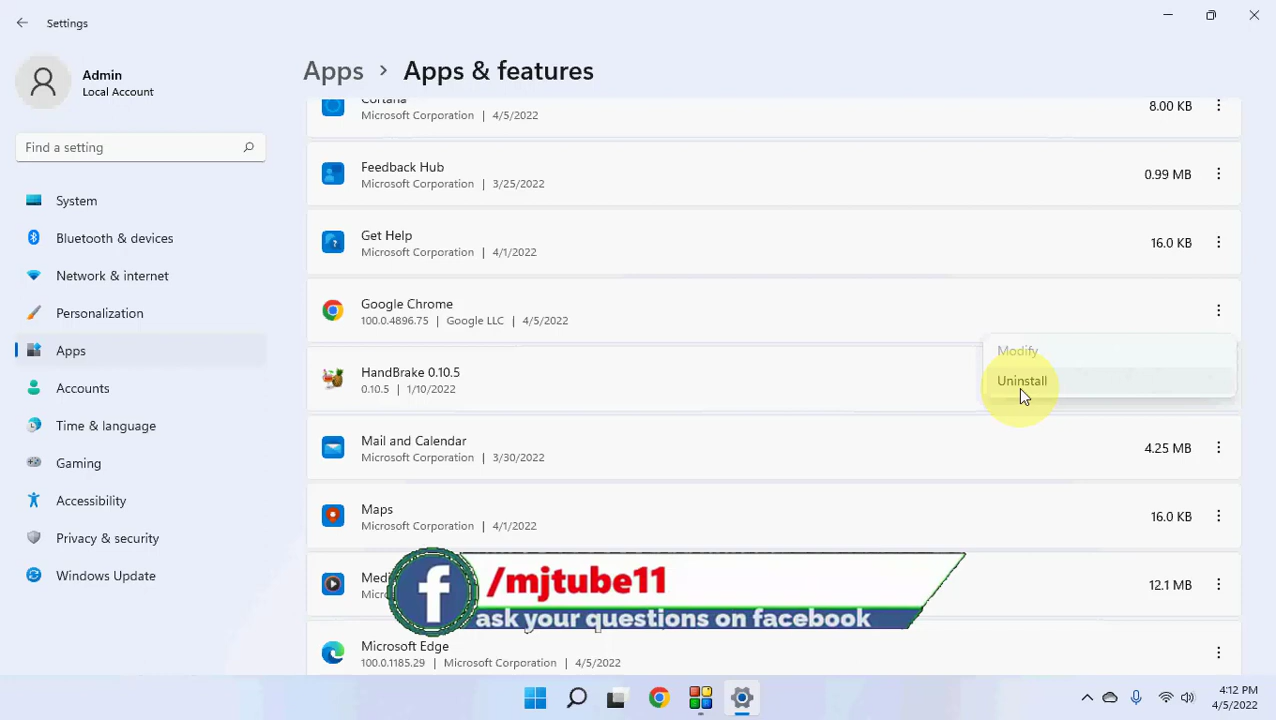 Settings
Admin
Local Account
Find a setting
System
Bluetooth & devices
Network & internet
Personalization
Apps
Accounts
Time & language
Gaming
Accessibility
Privacy & security
Windows Update
Apps > Apps & features
Cortana 8.00 KB
Microsoft Corporation | 4/5/2022
Feedback Hub 0.99 MB
Microsoft Corporation | 3/25/2022
Get Help 16.0 KB
Microsoft Corporation | 4/1/2022
Google Chrome
100.0.4896.75 | Google LLC | 4/5/2022
Modify
Uninstall
HandBrake 0.10.5
0.10.5 | 1/10/2022
Mail and Calendar 4.25 MB
Microsoft Corporation | 3/30/2022
Maps 16.0 KB
Microsoft Corporation | 4/1/2022
12.1 MB
f /mjtube11
ask your questions on facebook
Microsoft Edge
100.0.1185.29 | Microsoft Corporation | 4/5/2022
4:12 PM
4/5/2022